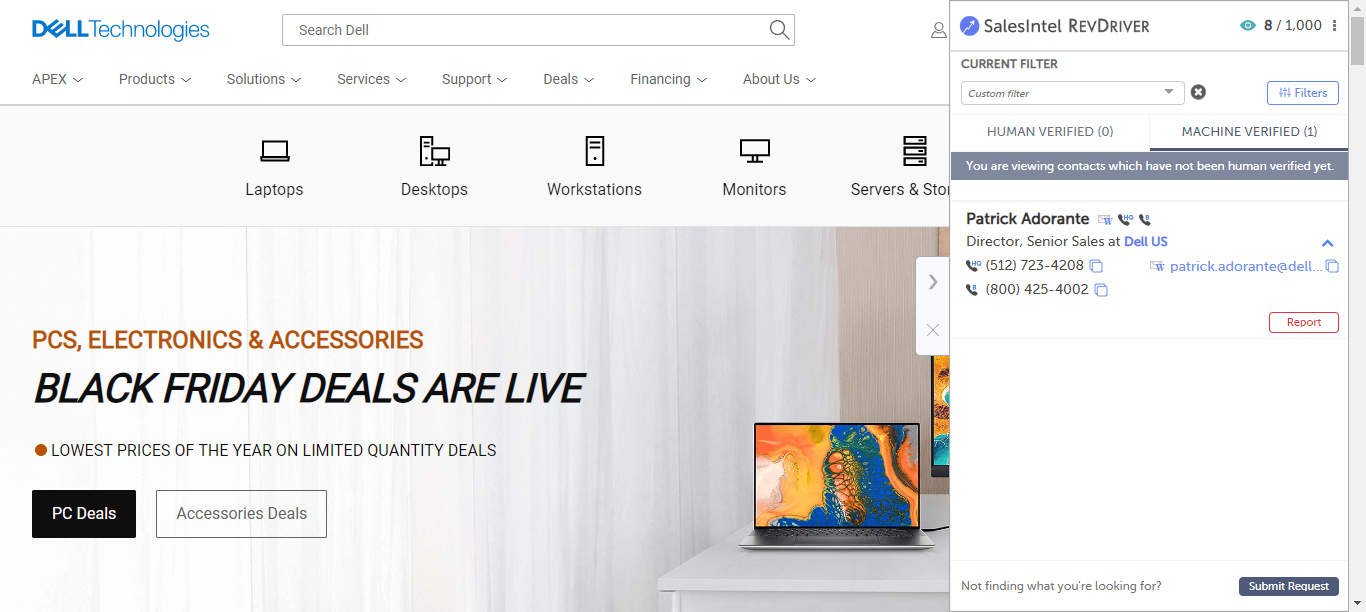 DELLTechnologies
Search Dell
APEX
Products
Solutions
Services
Support
Deals
Financing
About Us
Laptops
Desktops
Workstations
Monitors
Servers & Stor
PCS, ELECTRONICS & ACCESSORIES
BLACK FRIDAY DEALS ARE LIVE
LOWEST PRICES OF THE YEAR ON LIMITED QUANTITY DEALS
PC Deals
Accessories Deals
SalesIntel REVDRIVER
8 / 1,000
CURRENT FILTER
Custom filter
Filters
HUMAN VERIFIED (0)
MACHINE VERIFIED (1)
You are viewing contacts which have not been human verified yet.
Patrick Adorante
Director, Senior Sales at Dell US
HQ (512) 723-4208
patrick.adorante@dell...
(800) 425-4002
Report
Not finding what you're looking for?
Submit Request